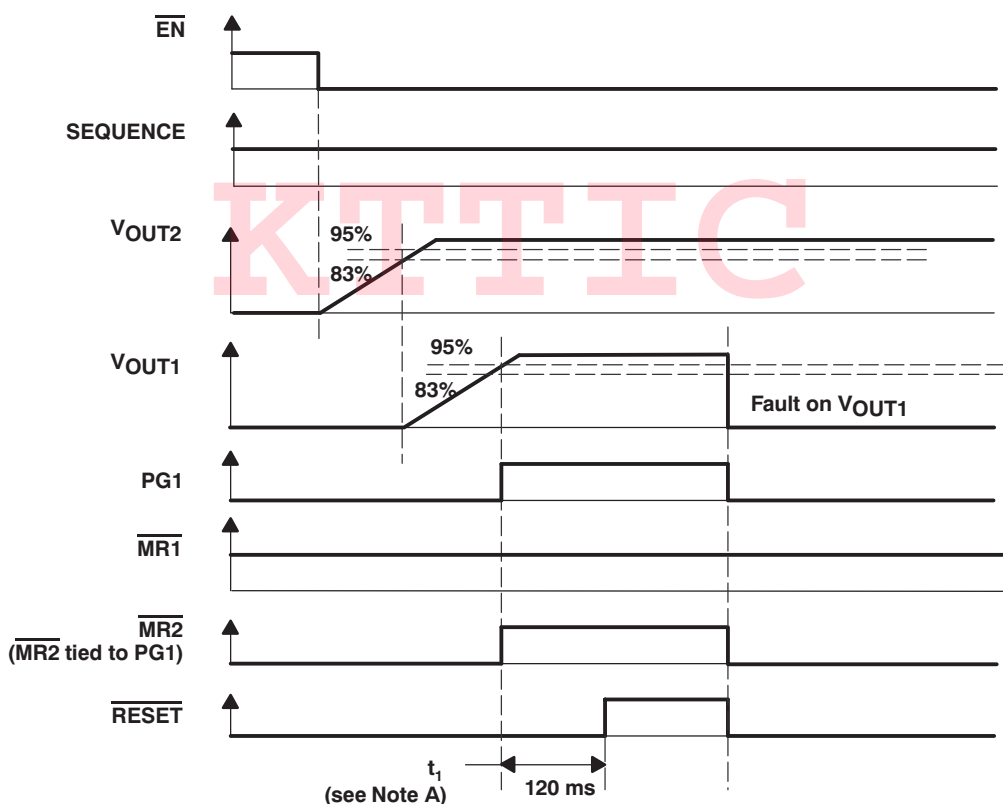 EN
SEQUENCE
KTTIC
VOUT2
95%
83%
VOUT1
95%
83%
Fault on VOUT1
PG1
MR1
MR2
(MR2 tied to PG1)
RESET
t1
(see Note A)
120 ms